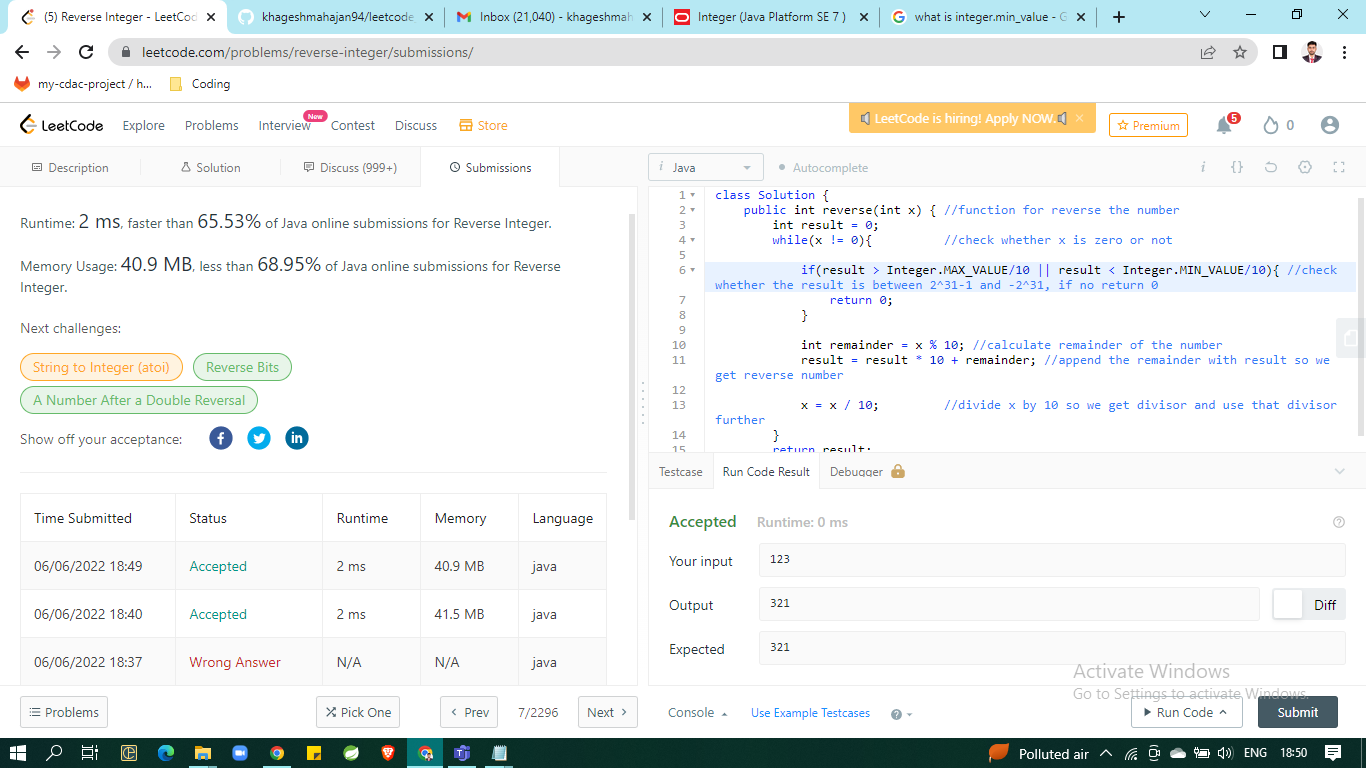 (5) Reverse Integer - LeetCod
khageshmahajan94/leetcode
Inbox (21,040) - khageshmah
Integer (Java Platform SE 7 )
what is integer.min_value - G
leetcode.com/problems/reverse-integer/submissions/
my-cdac-project / h...
Coding
LeetCode
Explore
Problems
Interview
New
Contest
Discuss
Store
LeetCode is hiring! Apply NOW.
Premium
5
0
Description
Solution
Discuss (999+)
Submissions
i Java
Autocomplete
Runtime: 2 ms, faster than 65.53% of Java online submissions for Reverse Integer.
Memory Usage: 40.9 MB, less than 68.95% of Java online submissions for Reverse
Integer.
Next challenges:
String to Integer (atoi)
Reverse Bits
A Number After a Double Reversal
Show off your acceptance:
Time Submitted Status Runtime Memory Language
06/06/2022 18:49 Accepted 2 ms 40.9 MB java
06/06/2022 18:40 Accepted 2 ms 41.5 MB java
06/06/2022 18:37 Wrong Answer N/A N/A java
Problems
Pick One
Prev
7/2296
Next
1 class Solution {
2 public int reverse(int x) { //function for reverse the number
3 int result = 0;
4 while(x != 0){ //check whether x is zero or not
5
6 if(result > Integer.MAX_VALUE/10 || result < Integer.MIN_VALUE/10){ //check
whether the result is between 2^31-1 and -2^31, if no return 0
7 return 0;
8 }
9
10 int remainder = x % 10; //calculate remainder of the number
11 result = result * 10 + remainder; //append the remainder with result so we
get reverse number
12
13 x = x / 10; //divide x by 10 so we get divisor and use that divisor
further
14 }
15 return result;
Testcase
Run Code Result
Debugger
Accepted Runtime: 0 ms
Your input 123
Output 321
Diff
Expected 321
Activate Windows
Go to Settings to activate Windows.
Console
Use Example Testcases
Run Code
Submit
Polluted air
ENG
18:50